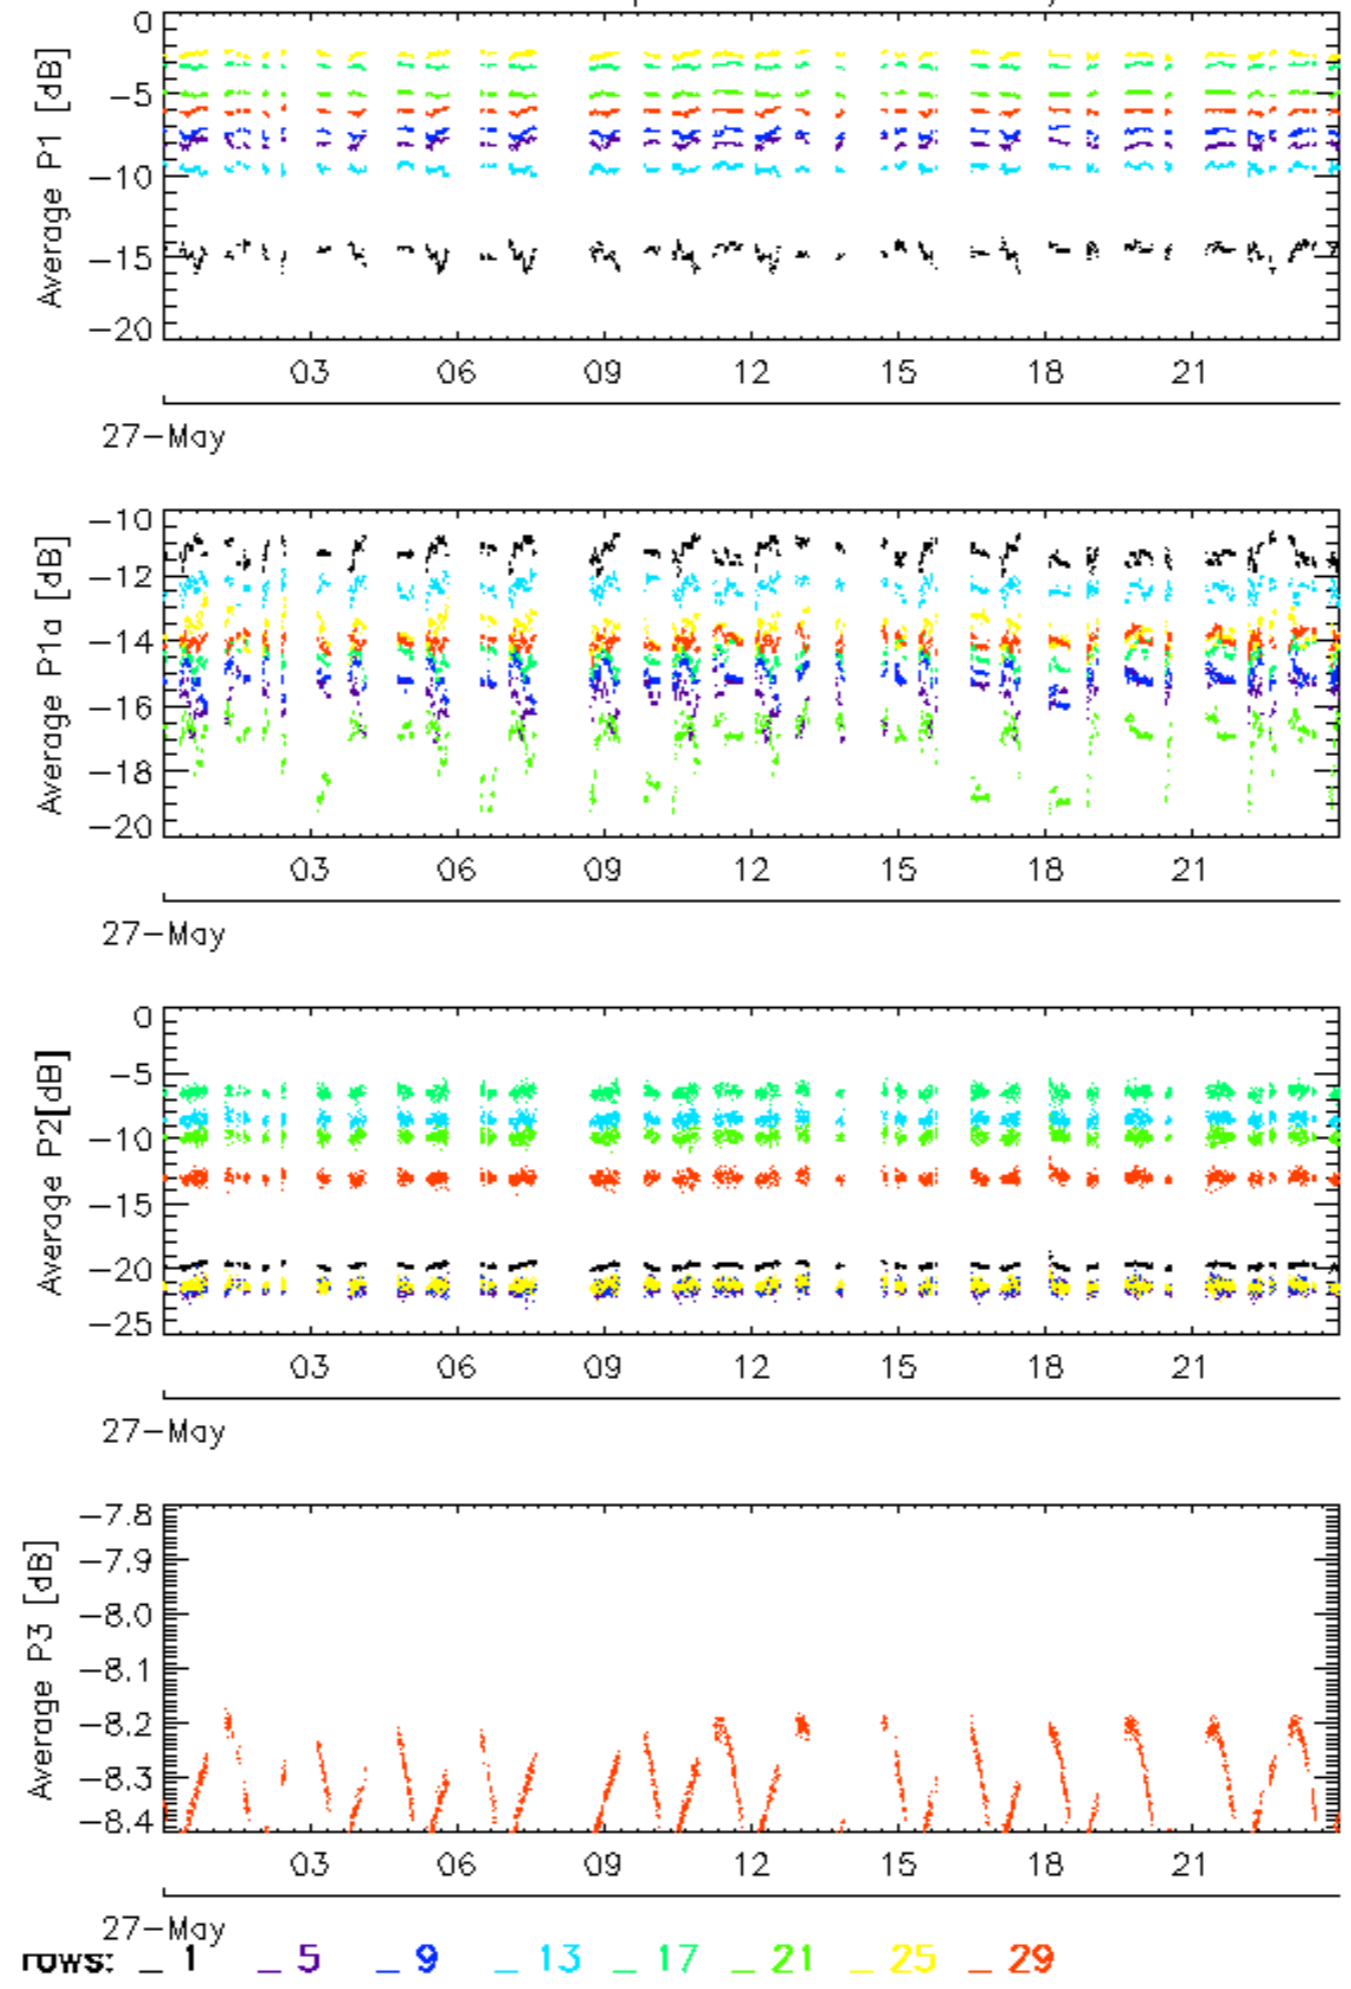 0
−5
−10
−15
−20
Average P1 [dB]
03 06 09 12 15 18 21
27−May
−10
−12
−14
−16
−18
−20
Average P1a [dB]
03 06 09 12 15 18 21
27−May
0
−5
−10
−15
−20
−25
Average P2[dB]
03 06 09 12 15 18 21
27−May
−7.8
−7.9
−8.0
−8.1
−8.2
−8.3
−8.4
Average P3 [dB]
03 06 09 12 15 18 21
27−May
rows: _ 1 _ 5 _ 9 _ 13 _ 17 _ 21 _ 25 _ 29